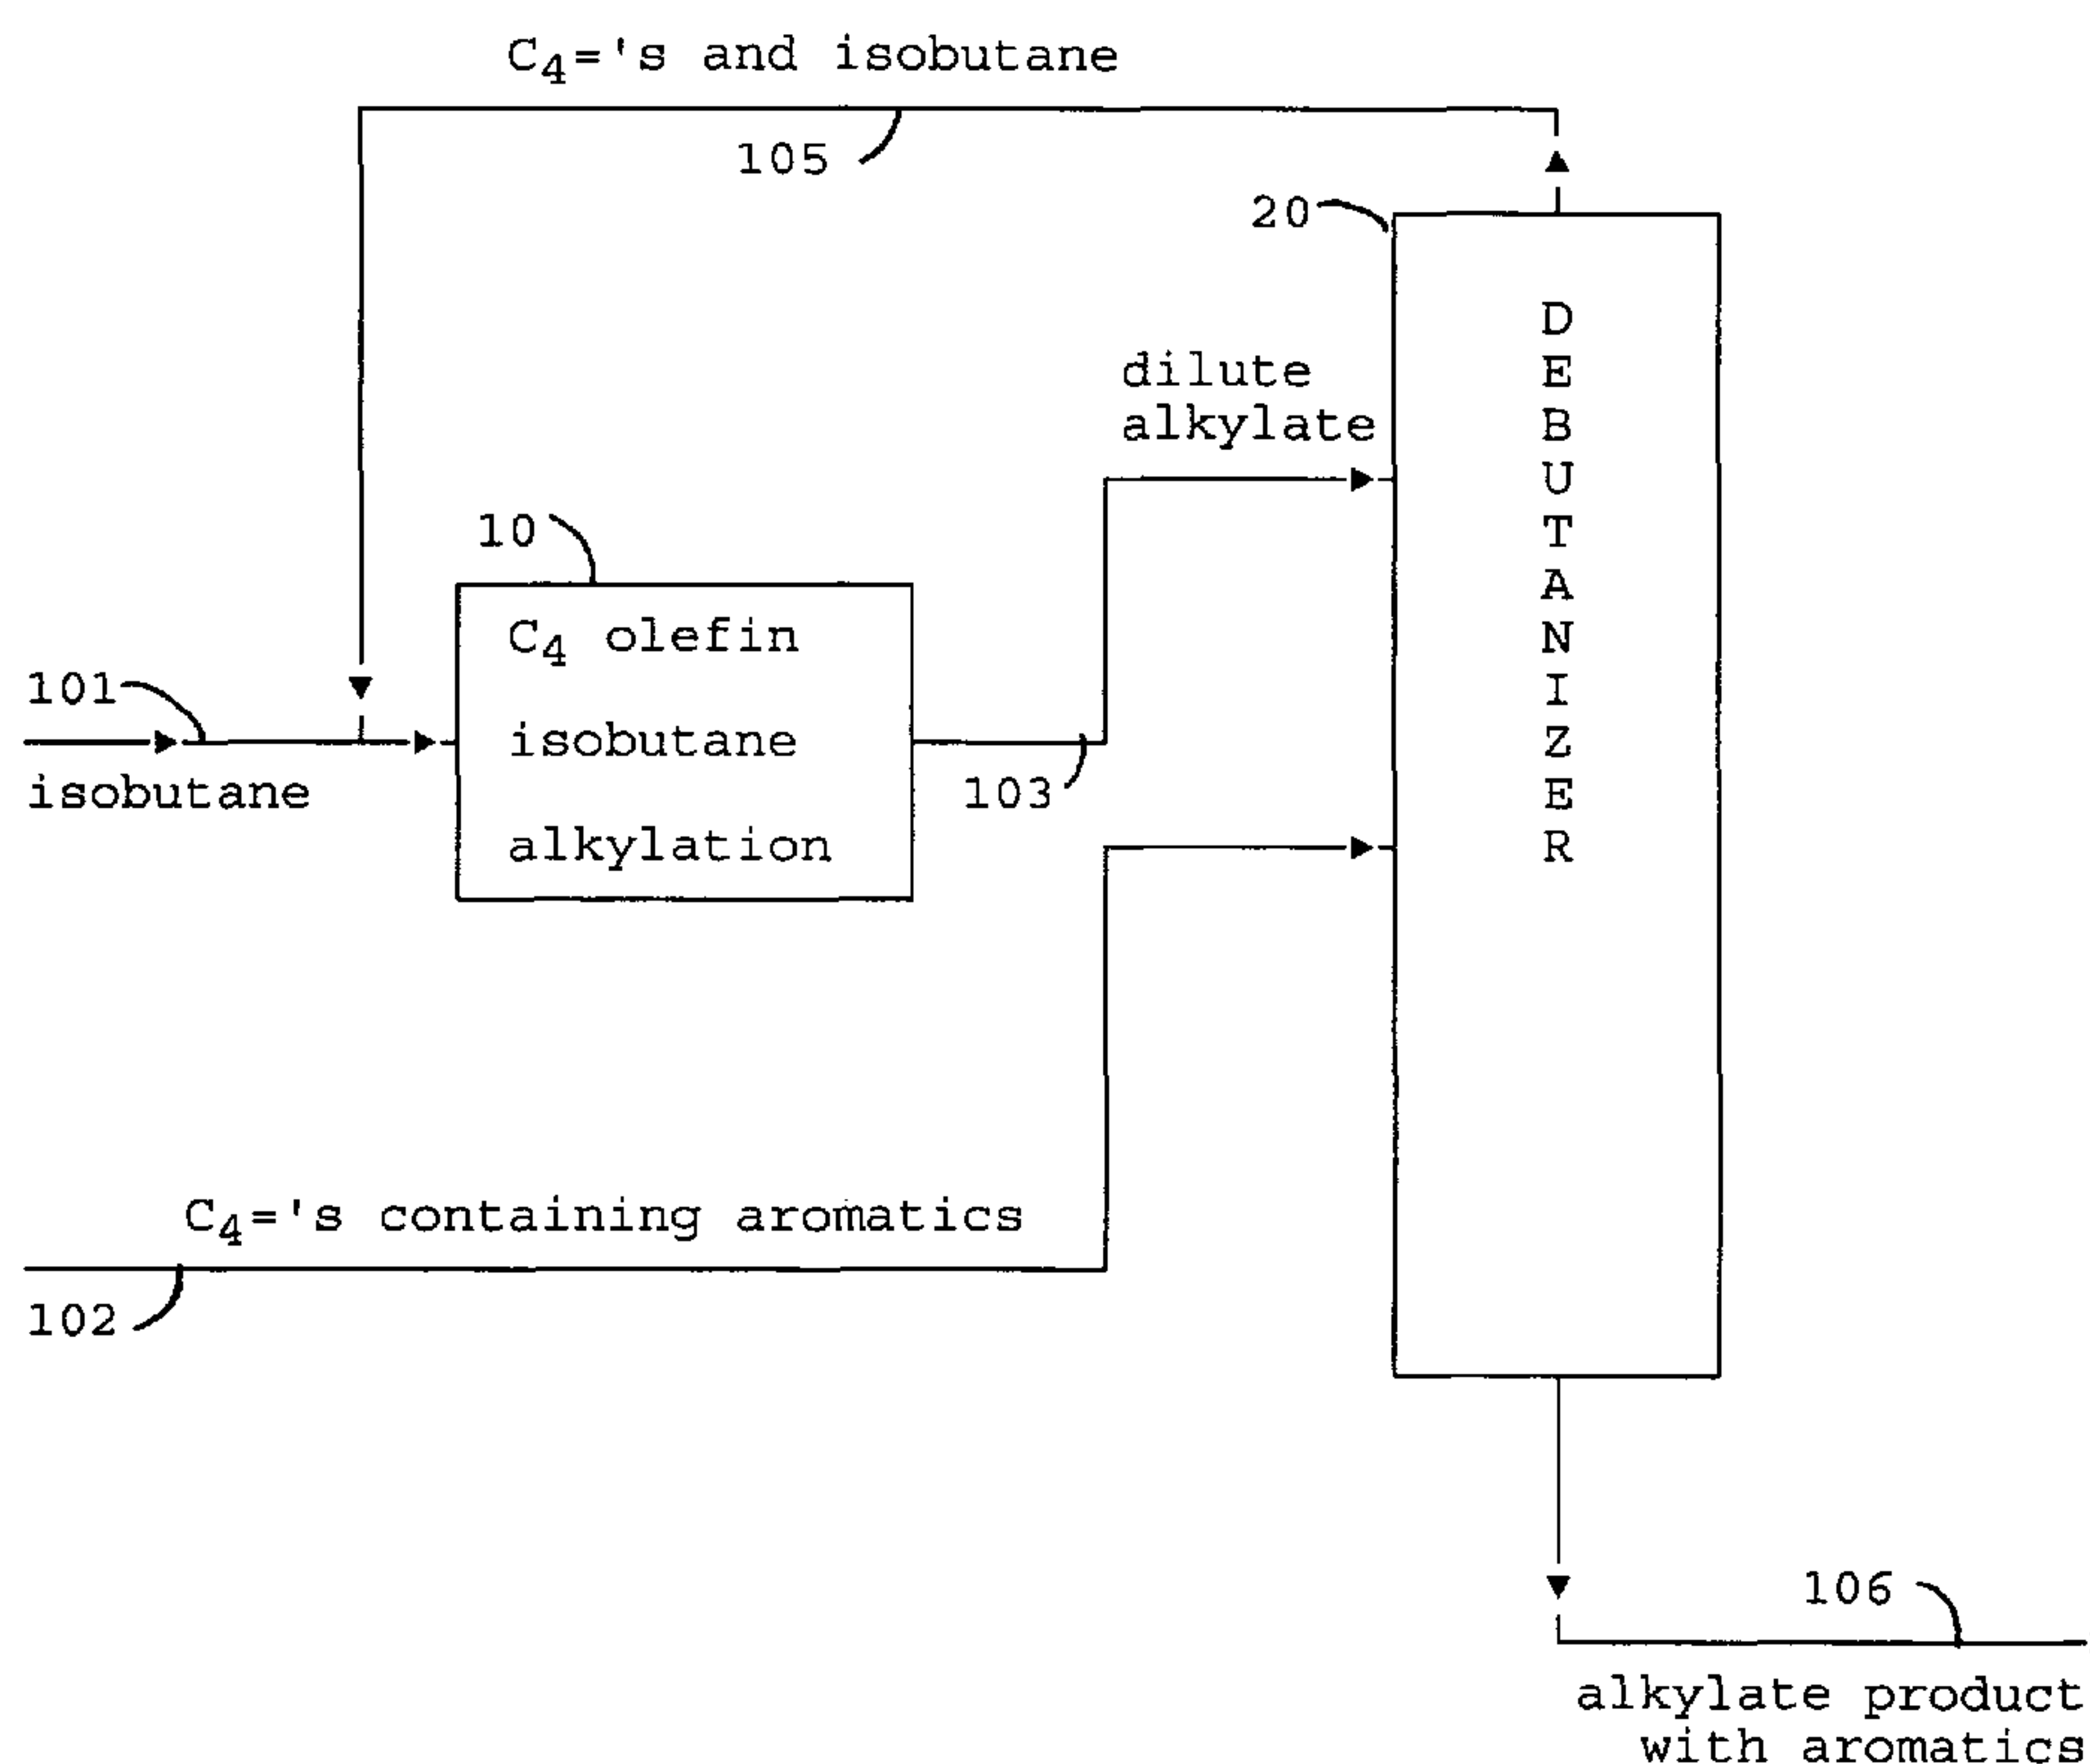 C4='s and isobutane
105
20
dilute
alkylate
DEBUTANIZER
10
C4 olefin
isobutane
alkylation
101
isobutane
103
C4='s containing aromatics
102
106
alkylate product
with aromatics